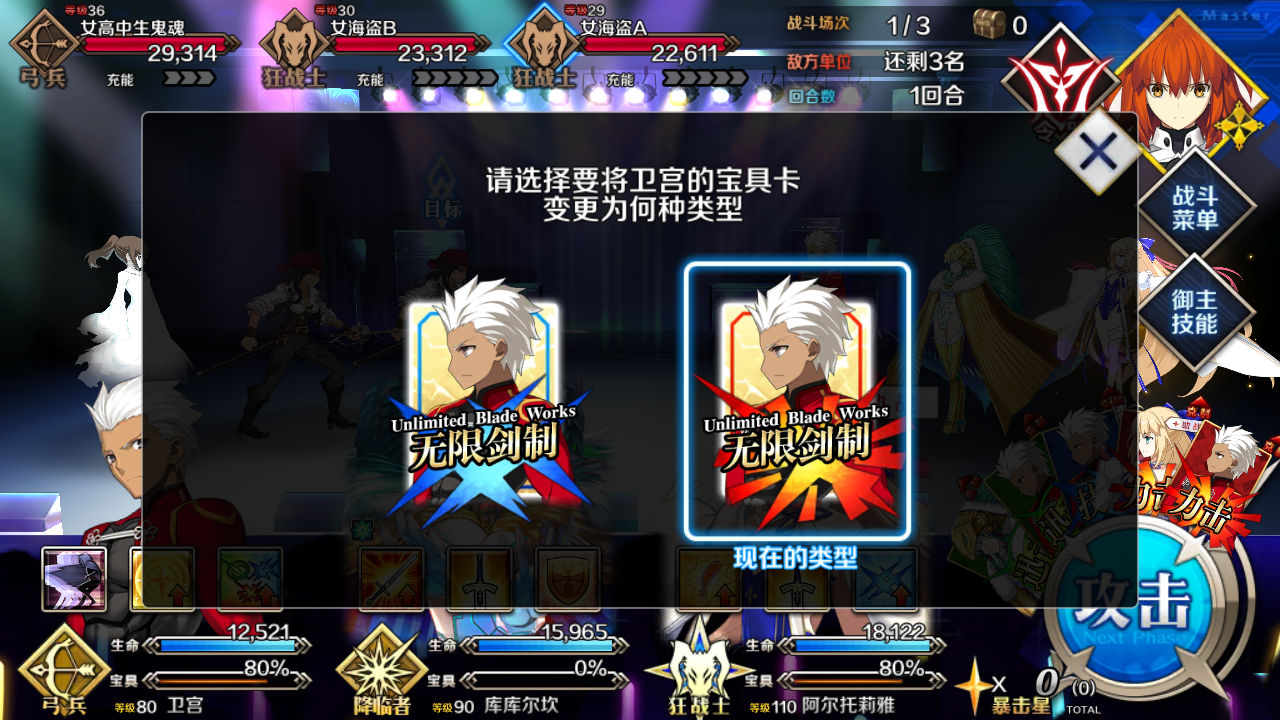 等级36
女高中生鬼魂
29,314
弓兵
充能
等级30
女海盗B
23,312
狂战士
充能
等级29
女海盗A
22,611
狂战士
充能
战斗场次
1/3
0
敌方单位
还剩3名
回合数
1回合
Master
请选择要将卫宫的宝具卡
变更为何种类型
目标
战斗
菜单
御主
技能
Unlimited Blade Works
无限剑制
Unlimited Blade Works
无限剑制
现在的类型
力击
力击
攻击
Next Phase
生命
12,521
宝具
80%
弓兵
等级80 卫宫
生命
15,965
宝具
0%
降临者
等级90 库库尔坎
生命
18,122
宝具
80%
狂战士
等级110 阿尔托莉雅
X 0 (0)
暴击星 TOTAL